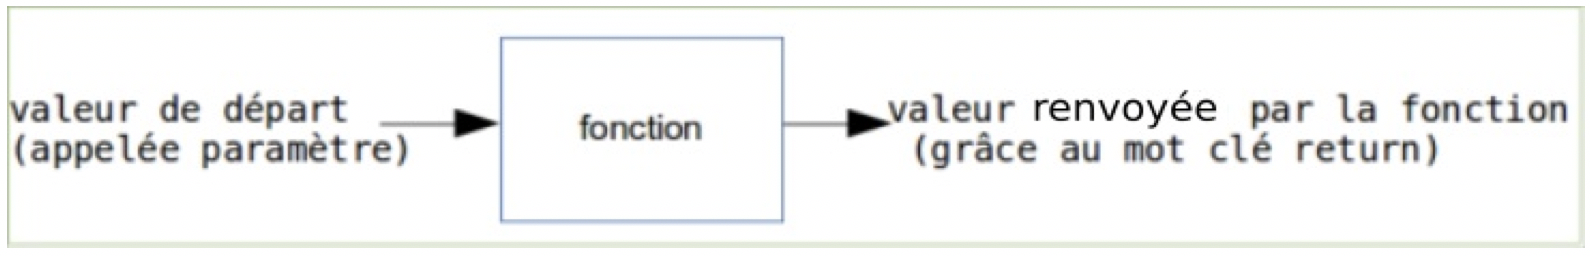 valeur de départ
(appelée paramètre)
fonction
valeur renvoyée par la fonction
(grâce au mot clé return)